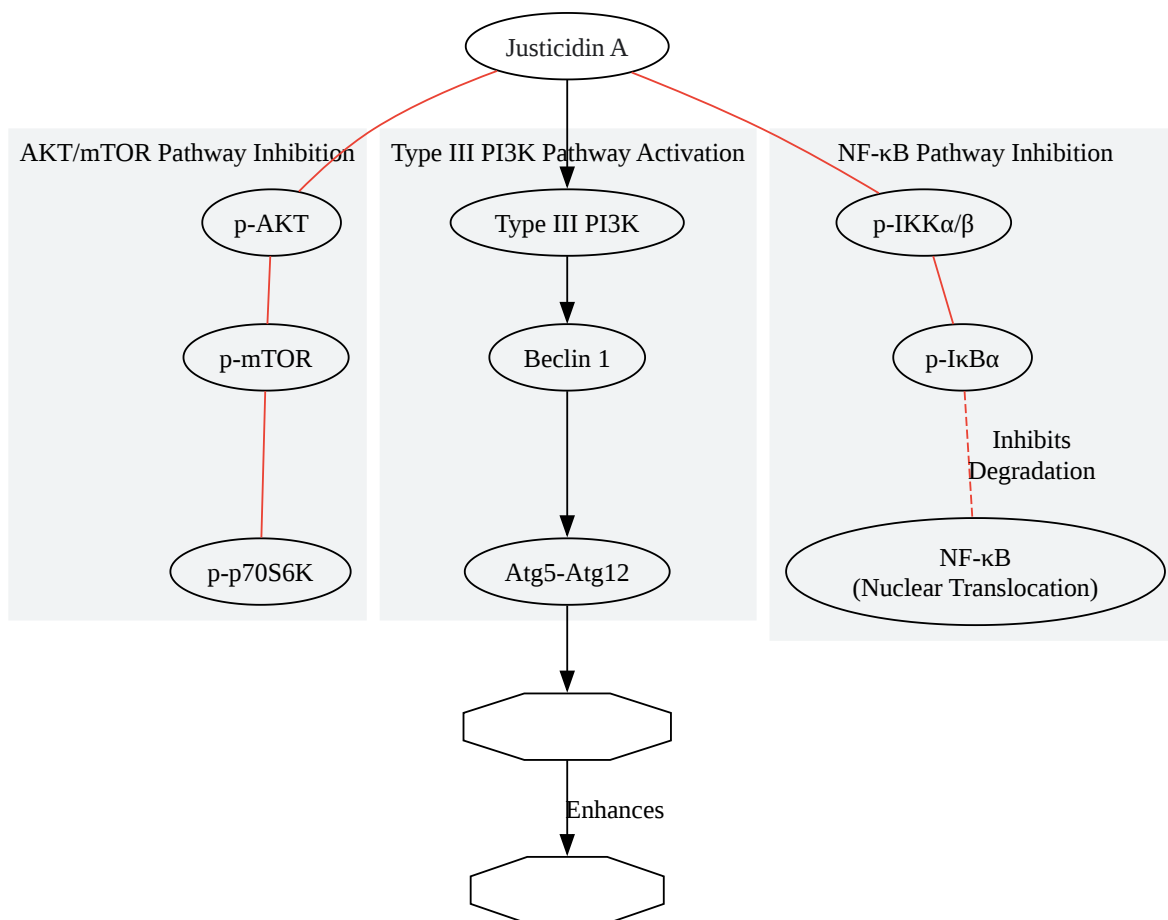 Justicidin A
AKT/mTOR Pathway Inhibition
Type III PI3K Pathway Activation
NF-κB Pathway Inhibition
p-AKT
Type III PI3K
p-IKKα/β
p-mTOR
Beclin 1
p-IκBα
Inhibits
Degradation
p-p70S6K
Atg5-Atg12
NF-κB
(Nuclear Translocation)
Enhances